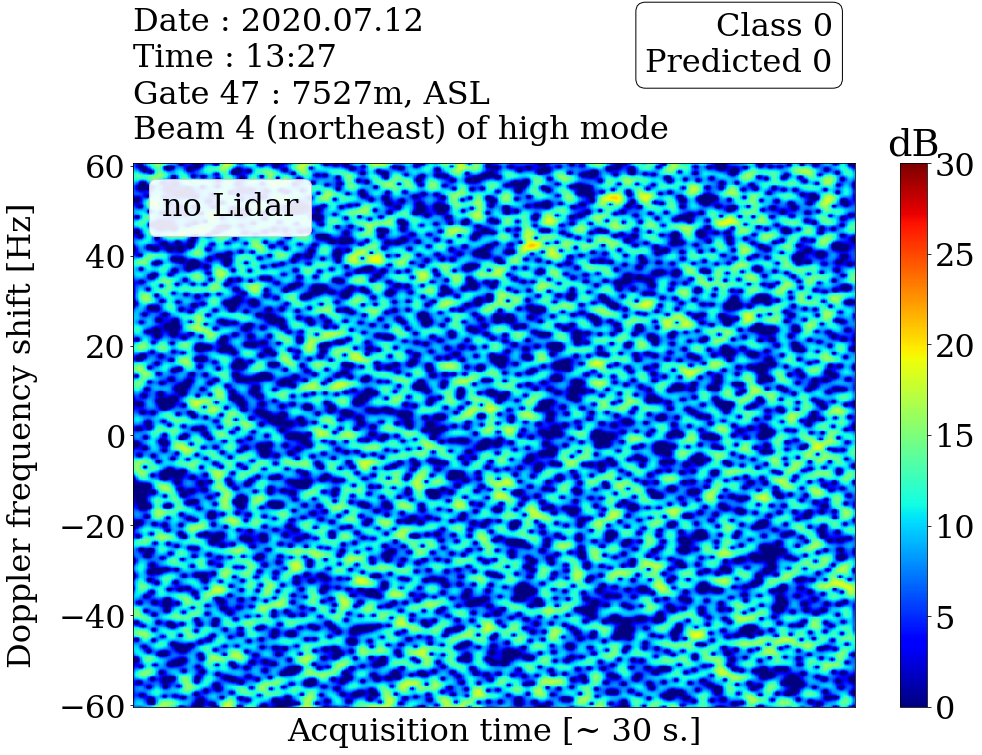 Date : 2020.07.12
Time : 13:27
Gate 47 : 7527m, ASL
Beam 4 (northeast) of high mode
Class 0
Predicted 0
dB
no Lidar
Doppler frequency shift [Hz]
60
40
20
0
−20
−40
−60
Acquisition time [~ 30 s.]
30
25
20
15
10
5
0